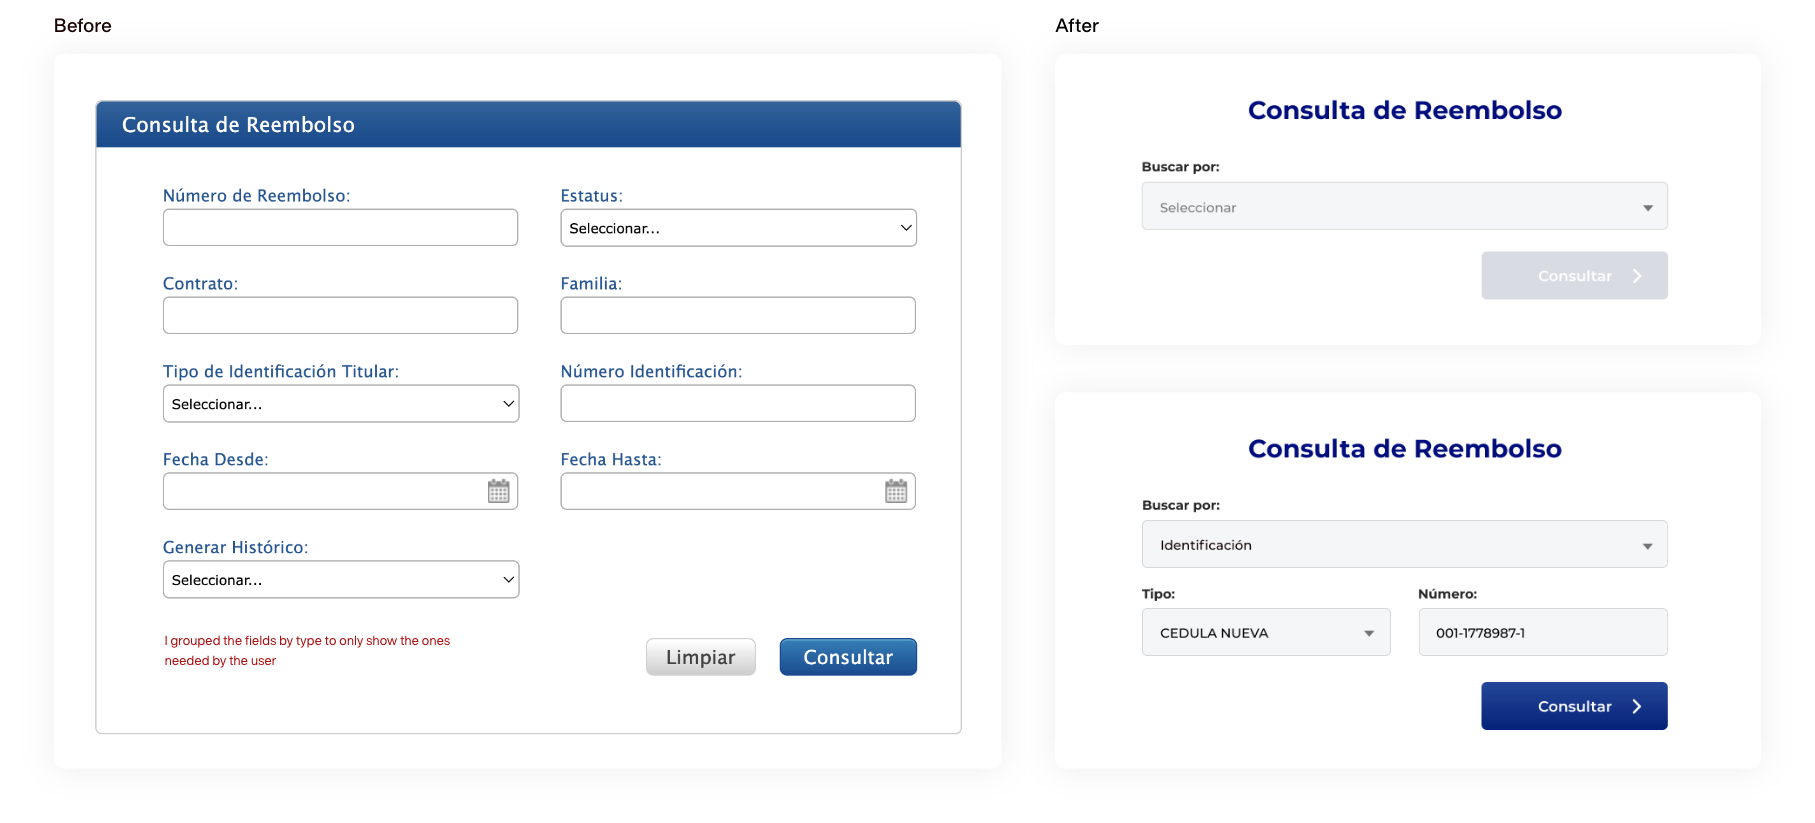 Before
Consulta de Reembolso
Número de Reembolso:
Estatus:
Seleccionar...
Contrato:
Familia:
Tipo de Identificación Titular:
Número Identificación:
Seleccionar...
Fecha Desde:
Fecha Hasta:
Generar Histórico:
Seleccionar...
I grouped the fields by type to only show the ones
needed by the user
Limpiar
Consultar
After
Consulta de Reembolso
Buscar por:
Seleccionar
Consultar
Consulta de Reembolso
Buscar por:
Identificación
Tipo:
Número:
CEDULA NUEVA
001-1778987-1
Consultar